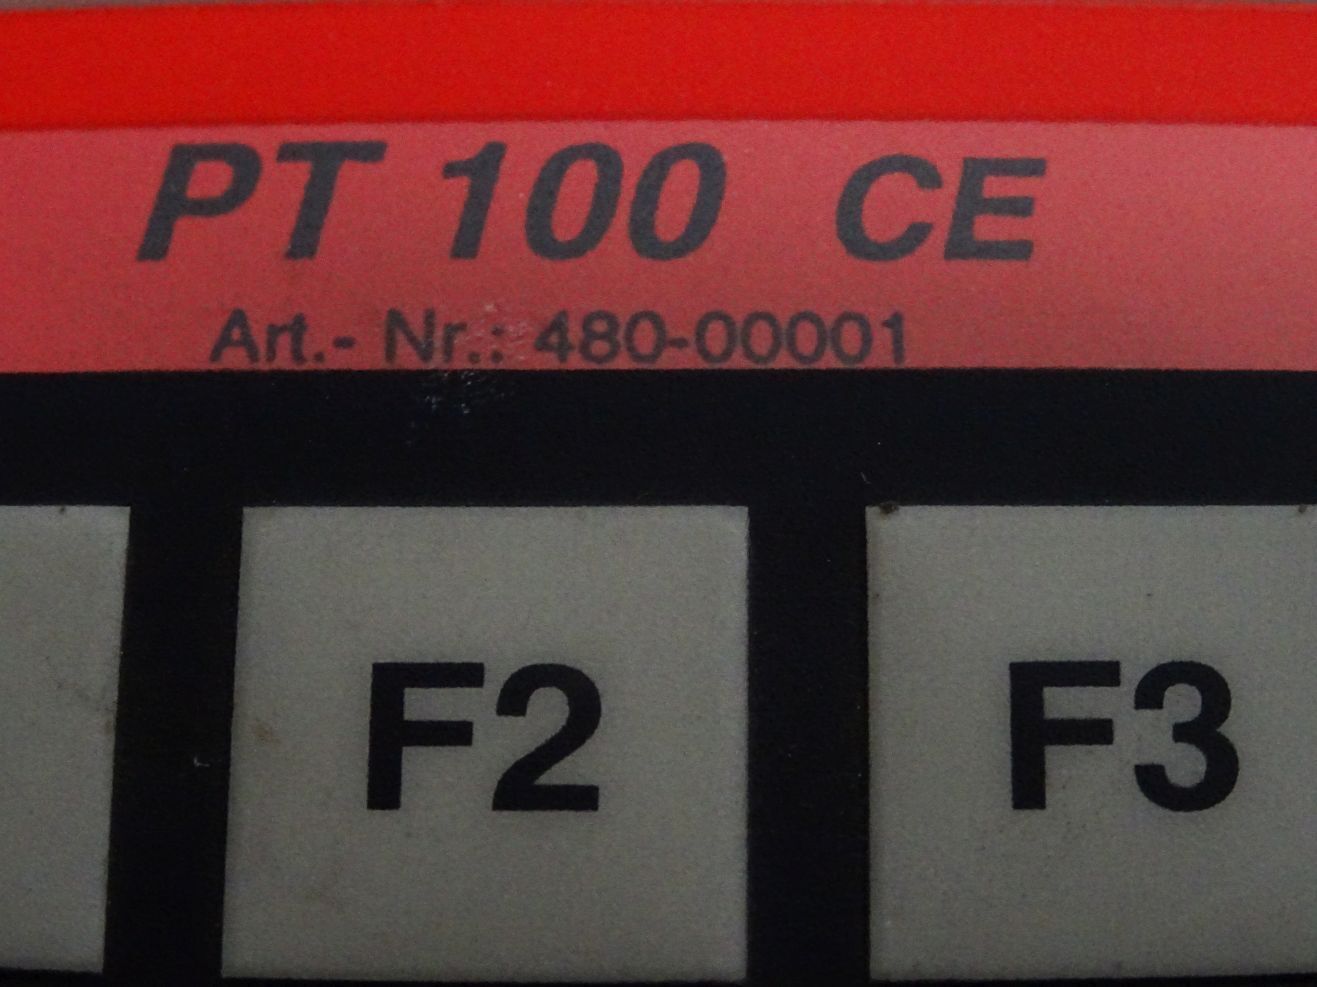 PT 100 CE
Art.- Nr.: 480-00001
F2 F3